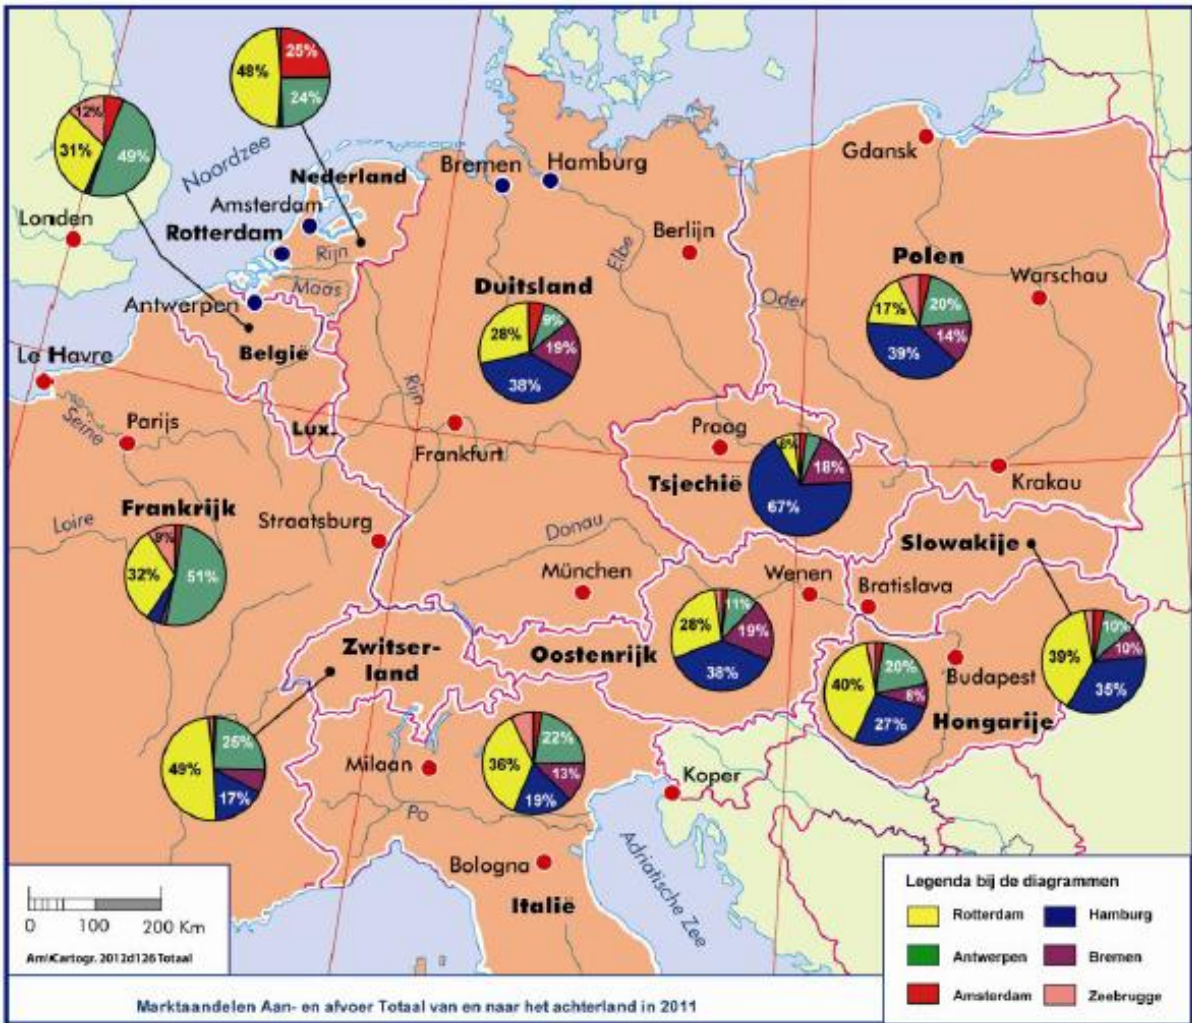 25%
48%
24%
12%
31%
49%
Noordzee
Nederland
Bremen
Hamburg
Gdansk
Londen
Amsterdam
Rotterdam
Rijn
Maas
Elbe
Berlijn
Polen
Warschau
Antwerpen
Duitsland
Oder
20%
17%
14%
39%
9%
28%
19%
38%
België
Le Havre
Seine
Parijs
Lux.
Rijn
Frankfurt
Praag
Tsjechië
18%
67%
Krakau
Frankrijk
Loire
Straatsburg
9%
32%
51%
Donau
München
Wenen
Slowakije
Bratislava
11%
28%
19%
38%
Oostenrijk
Zwitser-
land
10%
39%
10%
35%
20%
40%
27%
Budapest
Hongarije
25%
49%
17%
Milaan
22%
36%
13%
19%
Po
Koper
Bologna
Italië
Adriatische Zee
0 100 200 Km
Am\Cartogr. 2012d126 Totaal
Legenda bij de diagrammen
Rotterdam Hamburg
Antwerpen Bremen
Amsterdam Zeebrugge
Marktaandelen Aan- en afvoer Totaal van en naar het achterland in 2011